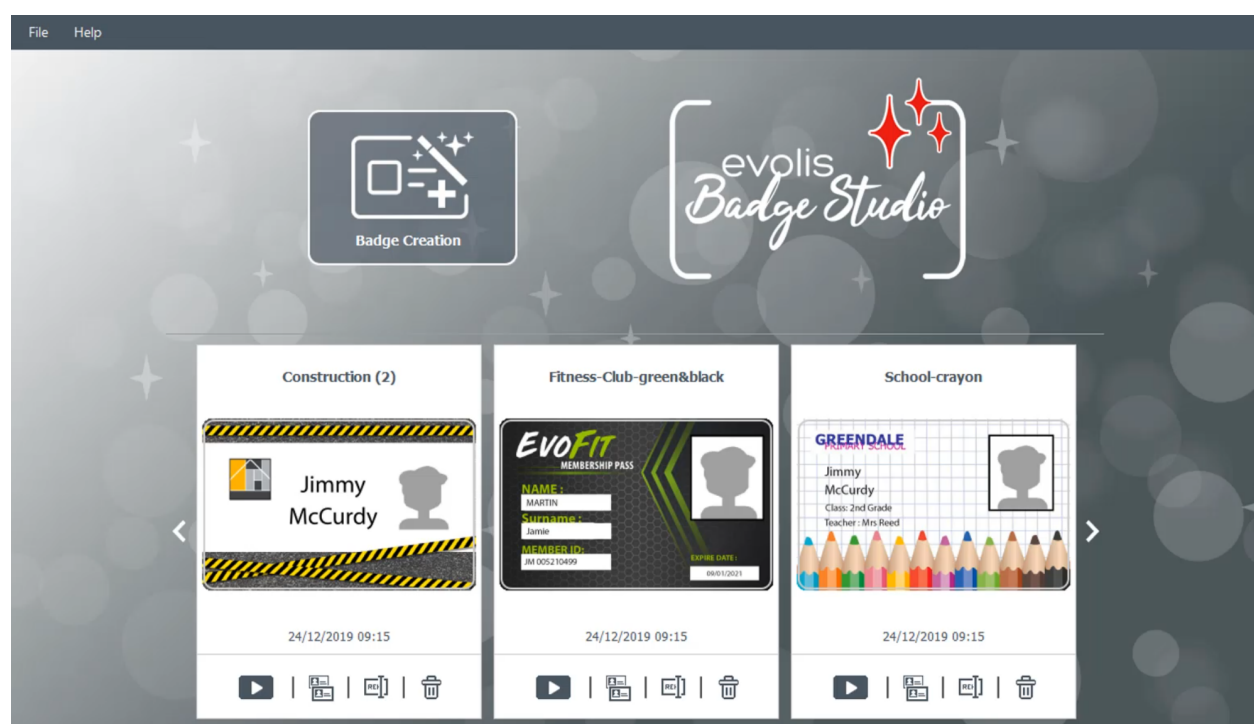 File Help
evolis
Badge Studio
Badge Creation
Construction (2)
Jimmy
McCurdy
24/12/2019 09:15
Fitness-Club-green&black
EVOFIT
MEMBERSHIP PASS
NAME :
MARTIN
Surname :
Jamie
MEMBER ID:
JM 005210499
EXPIRE DATE :
09/01/2021
24/12/2019 09:15
School-crayon
GREENDALE
PRIMARY SCHOOL
Jimmy
McCurdy
Class: 2nd Grade
Teacher : Mrs Reed
24/12/2019 09:15